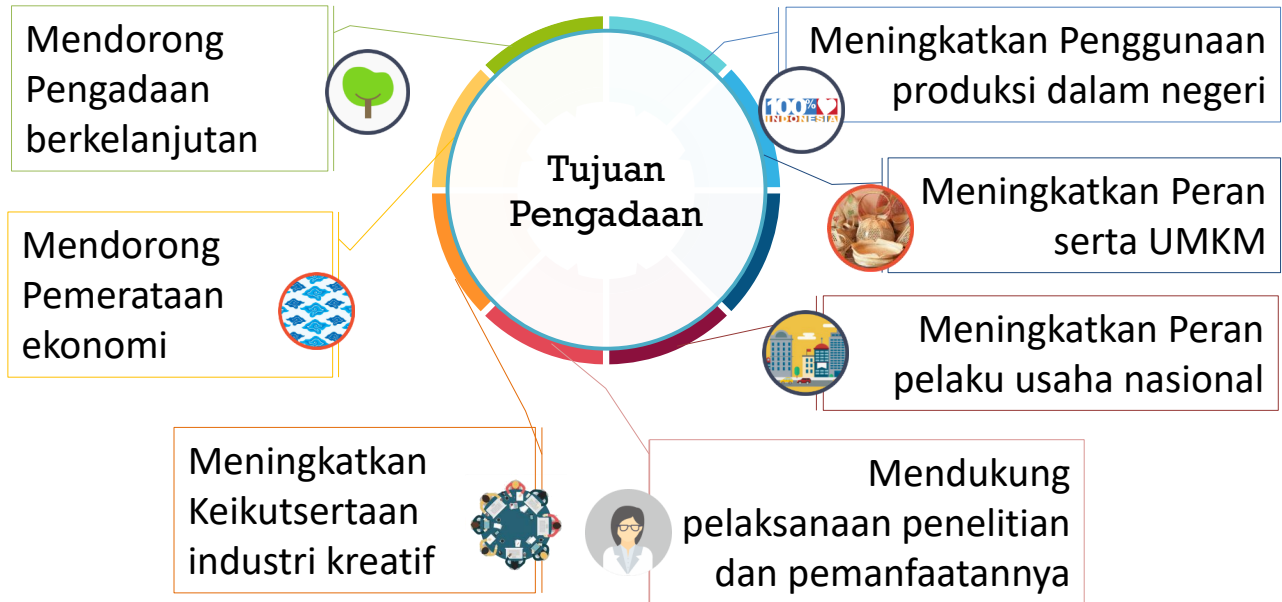 Tujuan
Pengadaan
Meningkatkan Penggunaan
produksi dalam negeri
100%
INDONESIA
Meningkatkan Peran
serta UMKM
Meningkatkan Peran
pelaku usaha nasional
Mendukung
pelaksanaan penelitian
dan pemanfaatannya
Meningkatkan
Keikutsertaan
industri kreatif
Mendorong
Pemerataan
ekonomi
Mendorong
Pengadaan
berkelanjutan